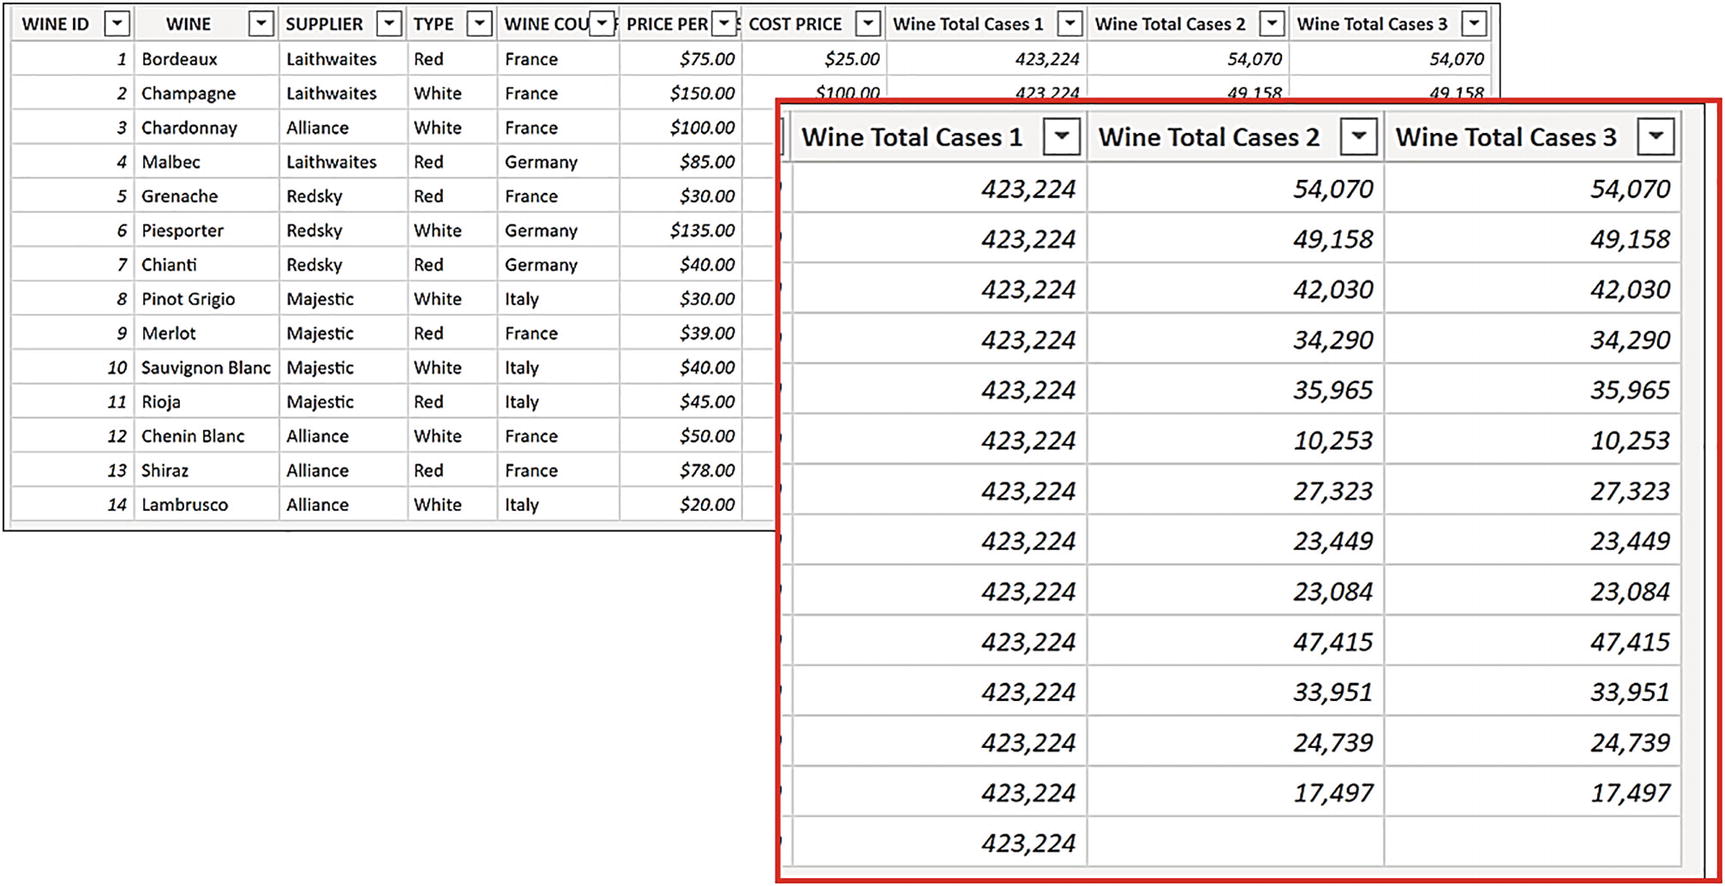 WINE ID WINE SUPPLIER TYPE WINE COU PRICE PER COST PRICE Wine Total Cases 1 Wine Total Cases 2 Wine Total Cases 3
1 Bordeaux Laithwaites Red France $75.00 $25.00 423,224 54,070 54,070
2 Champagne Laithwaites White France $150.00 $100.00 423,224 49,158 49,158
3 Chardonnay Alliance White France $100.00
4 Malbec Laithwaites Red Germany $85.00
5 Grenache Redsky Red France $30.00
6 Piesporter Redsky White Germany $135.00
7 Chianti Redsky Red Germany $40.00
8 Pinot Grigio Majestic White Italy $30.00
9 Merlot Majestic Red France $39.00
10 Sauvignon Blanc Majestic White Italy $40.00
11 Rioja Majestic Red Italy $45.00
12 Chenin Blanc Alliance White France $50.00
13 Shiraz Alliance Red France $78.00
14 Lambrusco Alliance White Italy $20.00
Wine Total Cases 1 Wine Total Cases 2 Wine Total Cases 3
423,224 54,070 54,070
423,224 49,158 49,158
423,224 42,030 42,030
423,224 34,290 34,290
423,224 35,965 35,965
423,224 10,253 10,253
423,224 27,323 27,323
423,224 23,449 23,449
423,224 23,084 23,084
423,224 47,415 47,415
423,224 33,951 33,951
423,224 24,739 24,739
423,224 17,497 17,497
423,224